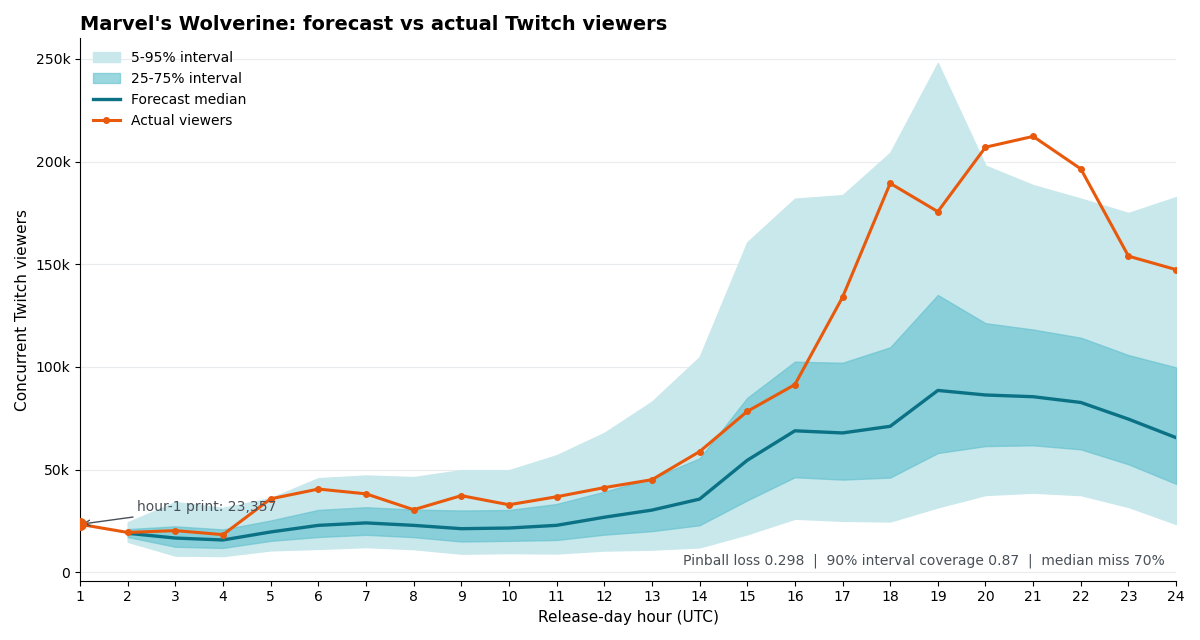 Marvel's Wolverine: forecast vs actual Twitch viewers
5-95% interval
25-75% interval
Forecast median
Actual viewers
250k
200k
150k
100k
50k
0
Concurrent Twitch viewers
hour-1 print: 23,357
Pinball loss 0.298 | 90% interval coverage 0.87 | median miss 70%
1 2 3 4 5 6 7 8 9 10 11 12 13 14 15 16 17 18 19 20 21 22 23 24
Release-day hour (UTC)